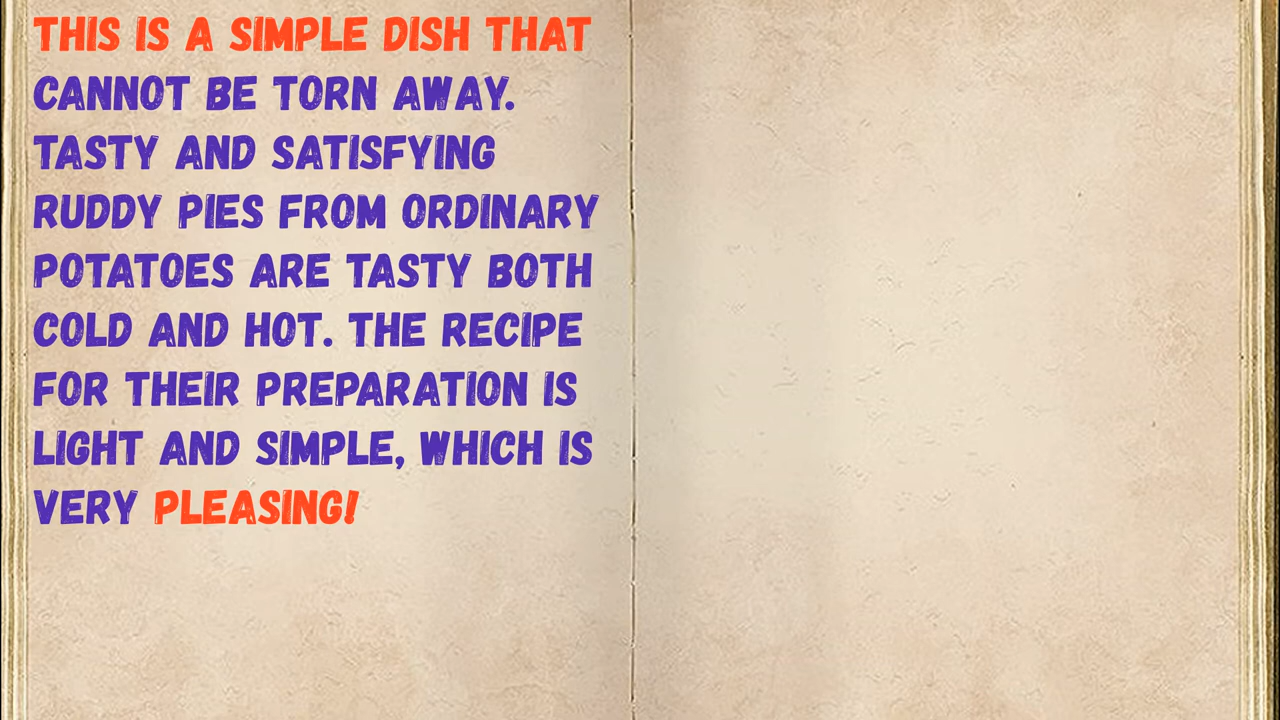 THIS IS A SIMPLE DISH THAT
CANNOT BE TORN AWAY.
TASTY AND SATISFYING
RUDDY PIES FROM ORDINARY
POTATOES ARE TASTY BOTH
COLD AND HOT. THE RECIPE
FOR THEIR PREPARATION IS
LIGHT AND SIMPLE, WHICH IS
VERY PLEASING!